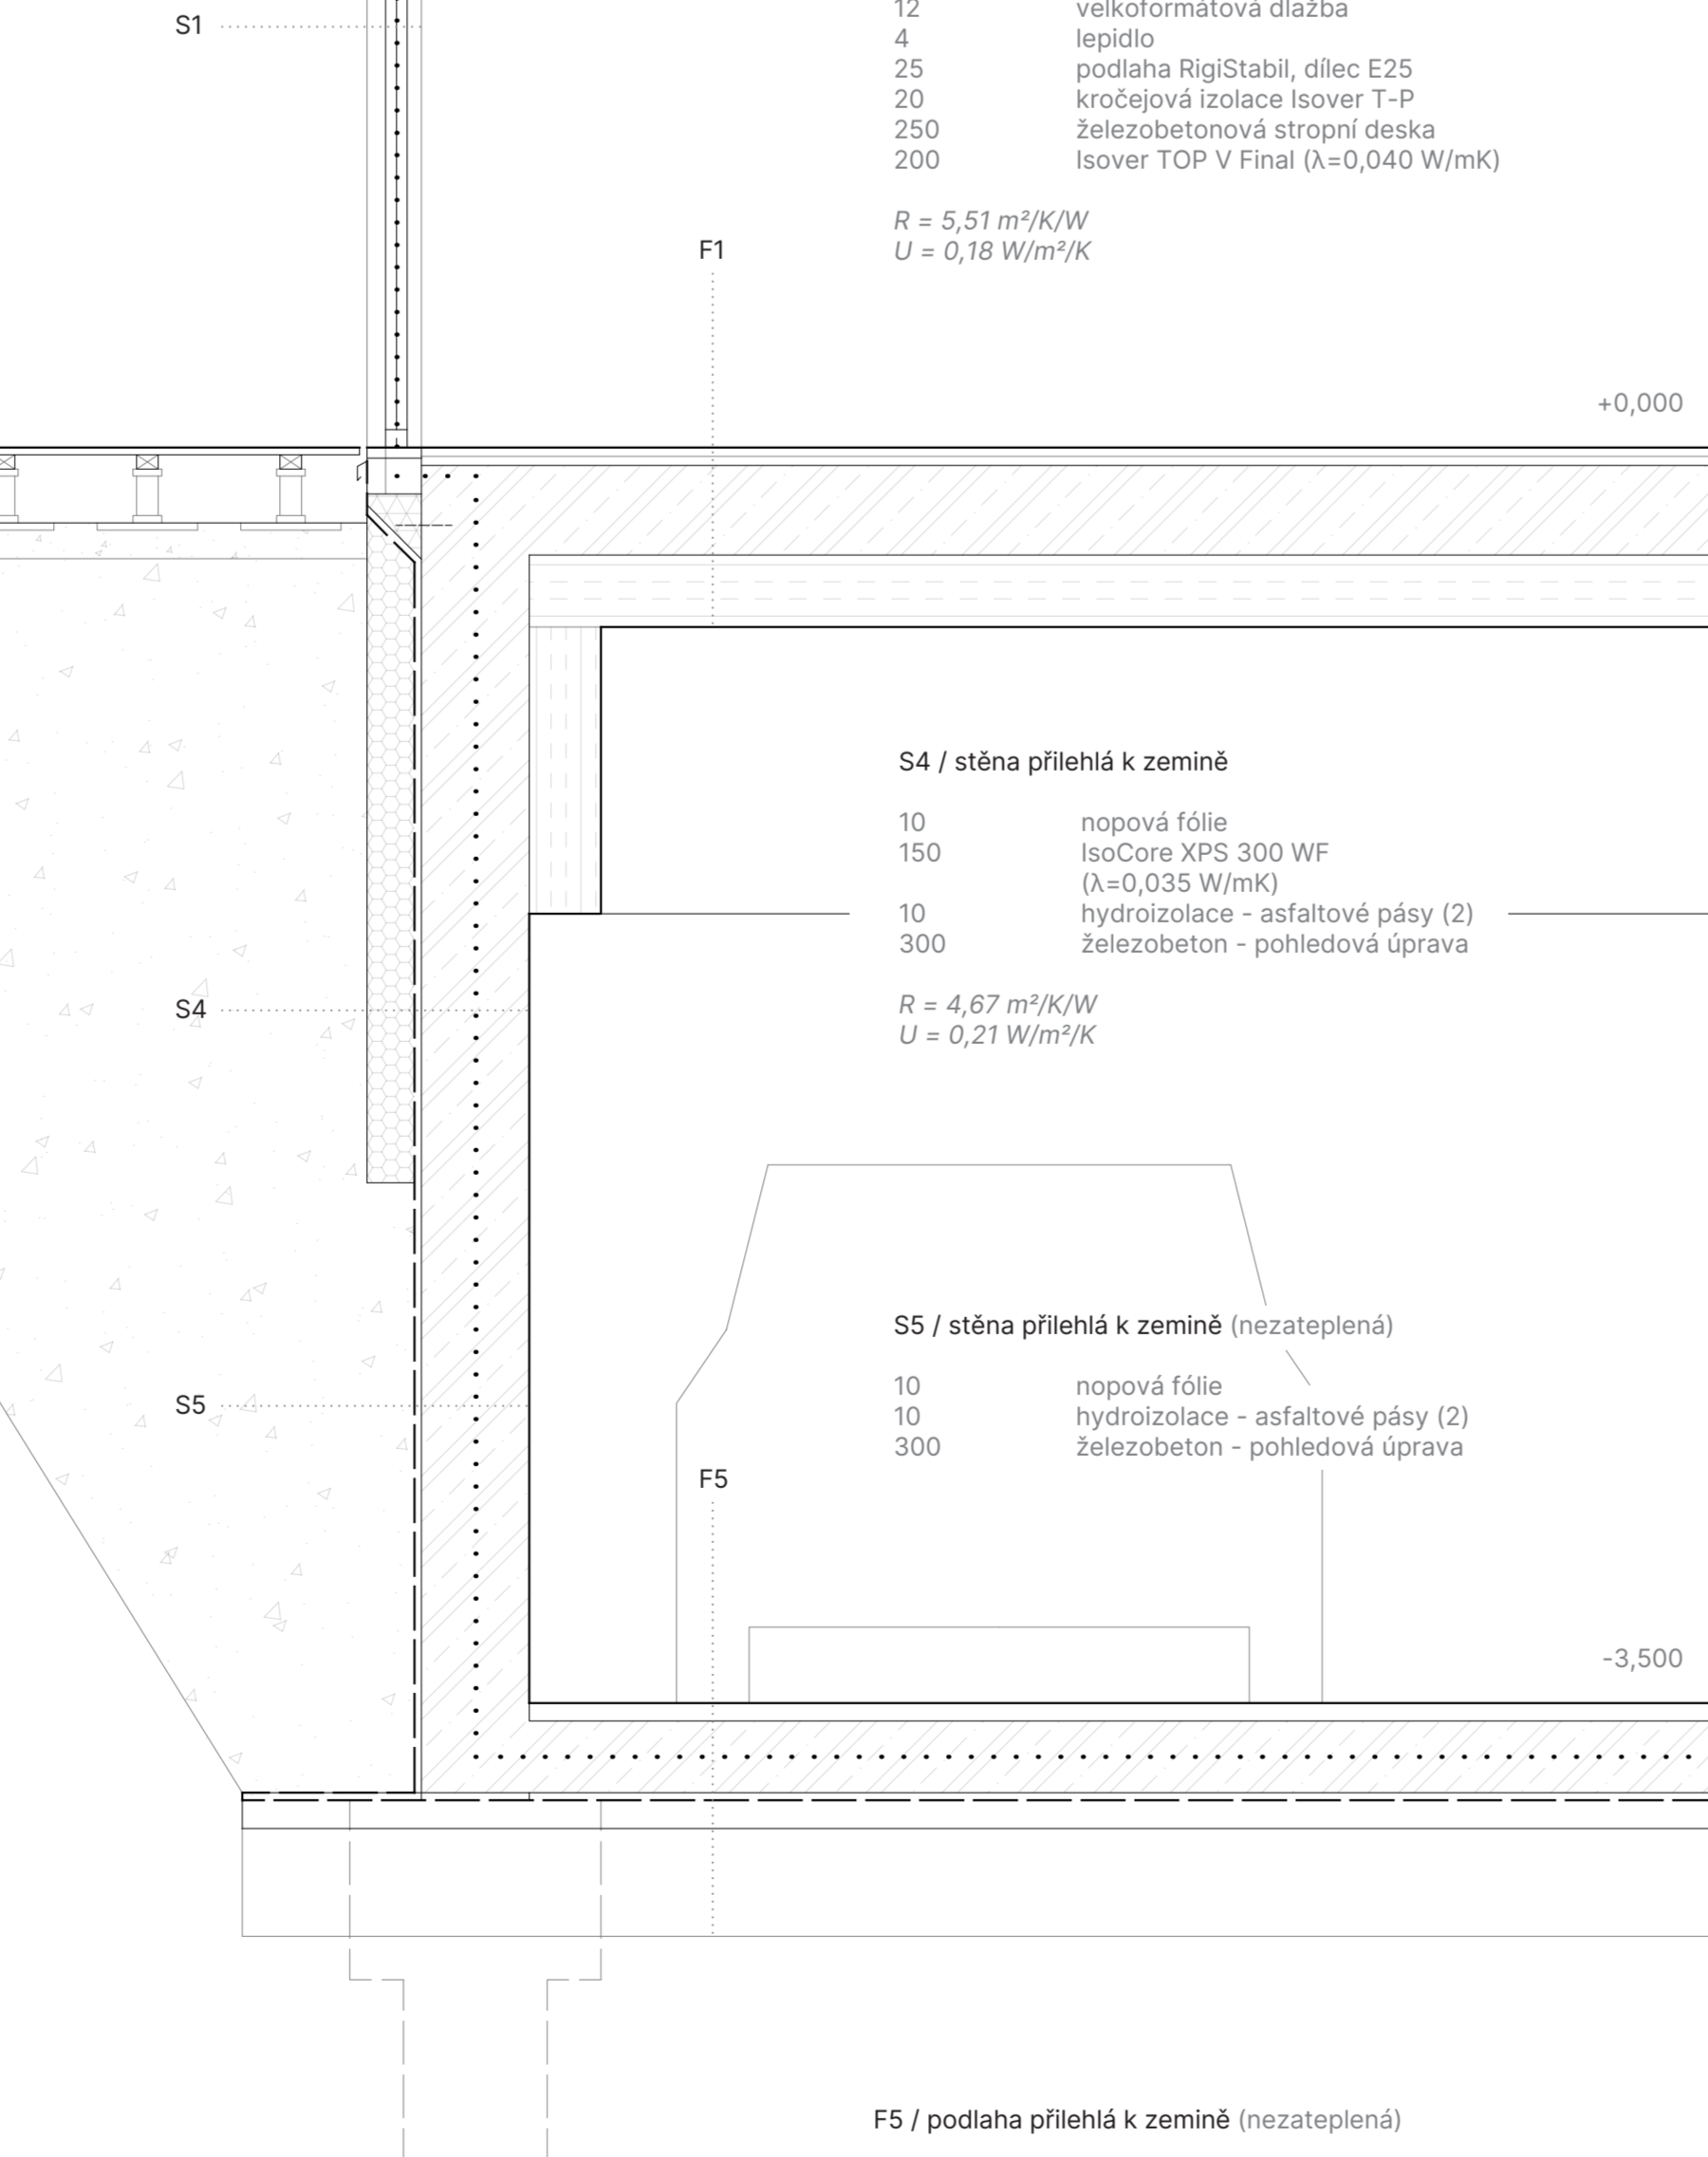 S1
12 velkoformátová dlažba
4 lepidlo
25 podlaha RigiStabil, dílec E25
20 kročejová izolace Isover T-P
250 železobetonová stropní deska
200 Isover TOP V Final (λ=0,040 W/mK)
R = 5,51 m²/K/W
U = 0,18 W/m²/K
F1
+0,000
S4 / stěna přilehlá k zemině
10 nopová fólie
150 IsoCore XPS 300 WF
(λ=0,035 W/mK)
10 hydroizolace - asfaltové pásy (2)
300 železobeton - pohledová úprava
R = 4,67 m²/K/W
U = 0,21 W/m²/K
S4
S5 / stěna přilehlá k zemině (nezateplená)
10 nopová fólie
10 hydroizolace - asfaltové pásy (2)
300 železobeton - pohledová úprava
S5
F5
-3,500
F5 / podlaha přilehlá k zemině (nezateplená)